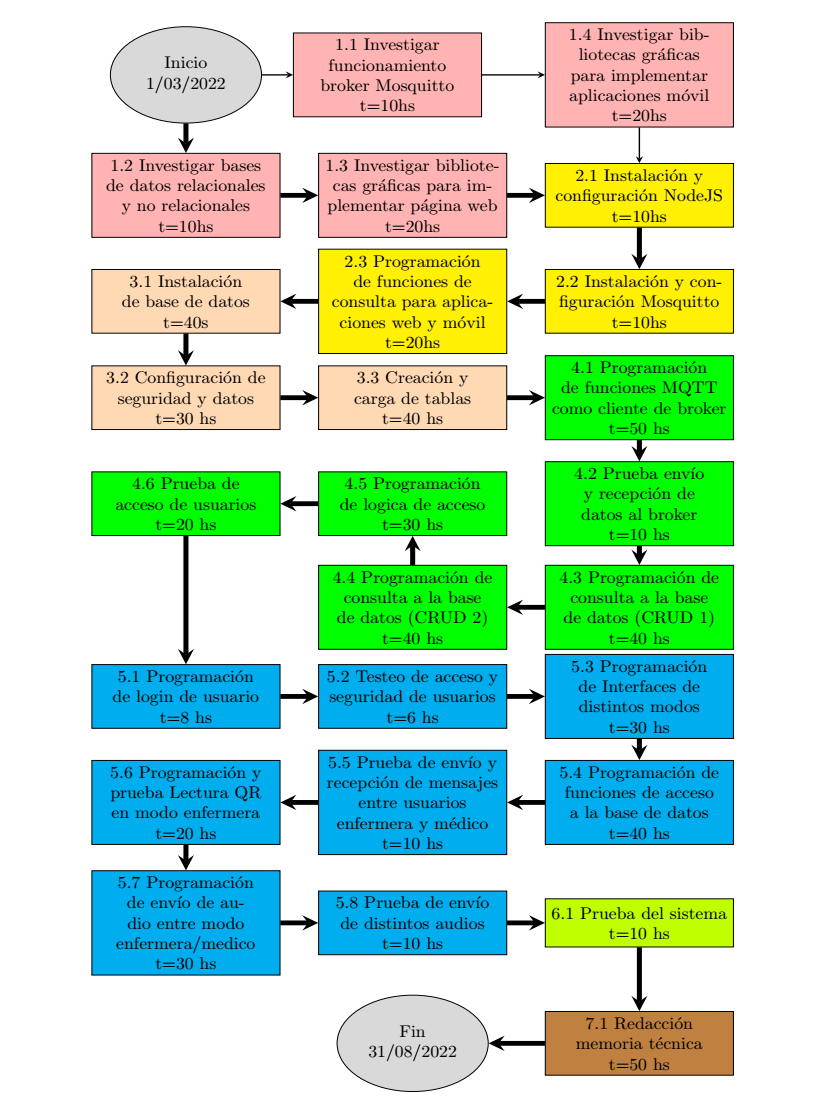 Inicio
1/03/2022
1.1 Investigar
funcionamiento
broker Mosquitto
t=10hs
1.4 Investigar bib-
liotecas gráficas
para implementar
aplicaciones móvil
t=20hs
1.2 Investigar bases
de datos relacionales
y no relacionales
t=10hs
1.3 Investigar bibliote-
cas gráficas para im-
plementar página web
t=20hs
2.1 Instalación y
configuración NodeJS
t=10hs
3.1 Instalación
de base de datos
t=40s
2.3 Programación
de funciones de
consulta para aplica-
ciones web y móvil
t=20hs
2.2 Instalación y con-
figuración Mosquitto
t=10hs
3.2 Configuración de
seguridad y datos
t=30 hs
3.3 Creación y
carga de tablas
t=40 hs
4.1 Programación
de funciones MQTT
como cliente de broker
t=50 hs
4.6 Prueba de
acceso de usuarios
t=20 hs
4.5 Programación
de logica de acceso
t=30 hs
4.2 Prueba envío
y recepción de
datos al broker
t=10 hs
4.4 Programación de
consulta a la base
de datos (CRUD 2)
t=40 hs
4.3 Programación de
consulta a la base
de datos (CRUD 1)
t=40 hs
5.1 Programación
de login de usuario
t=8 hs
5.2 Testeo de acceso y
seguridad de usuarios
t=6 hs
5.3 Programación
de Interfaces de
distintos modos
t=30 hs
5.6 Programación y
prueba Lectura QR
en modo enfermera
t=20 hs
5.5 Prueba de envío y
recepción de mensajes
entre usuarios
enfermera y médico
t=10 hs
5.4 Programación de
funciones de acceso
a la base de datos
t=40 hs
5.7 Programación
de envío de au-
dio entre modo
enfermera/medico
t=30 hs
5.8 Prueba de envío
de distintos audios
t=10 hs
6.1 Prueba del sistema
t=10 hs
Fin
31/08/2022
7.1 Redacción
memoria técnica
t=50 hs